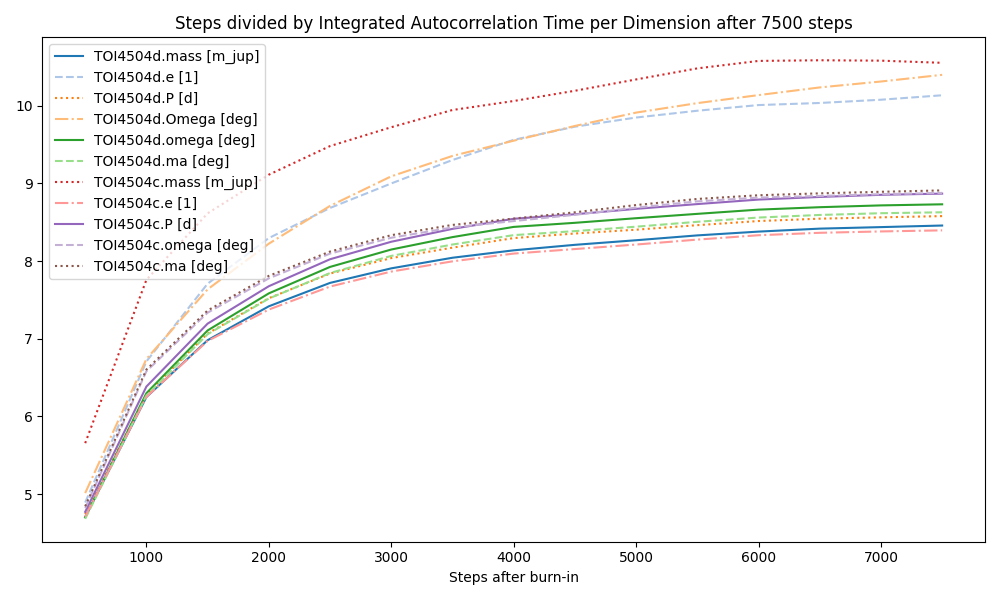 Steps divided by Integrated Autocorrelation Time per Dimension after 7500 steps
TOI4504d.mass [m_jup]
TOI4504d.e [1]
TOI4504d.P [d]
TOI4504d.Omega [deg]
TOI4504d.omega [deg]
TOI4504d.ma [deg]
TOI4504c.mass [m_jup]
TOI4504c.e [1]
TOI4504c.P [d]
TOI4504c.omega [deg]
TOI4504c.ma [deg]
10
9
8
7
6
5
1000 2000 3000 4000 5000 6000 7000
Steps after burn-in